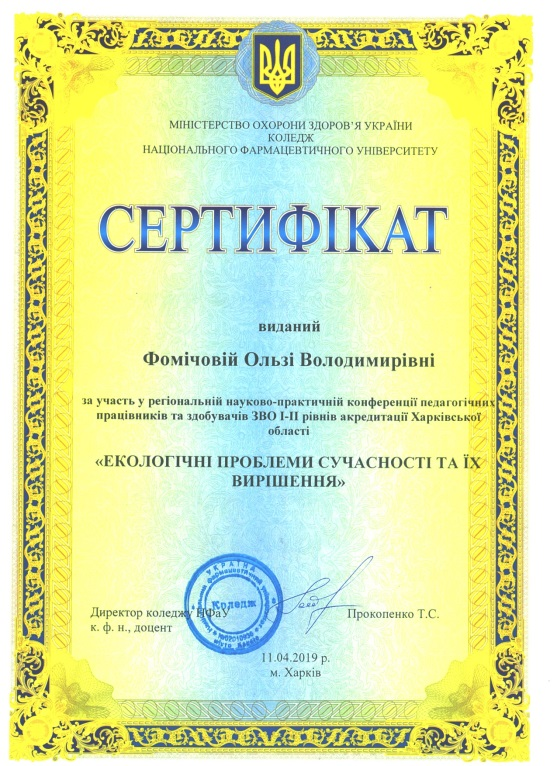 МІНІСТЕРСТВО ОХОРОНИ ЗДОРОВ’Я УКРАЇНИ
КОЛЕДЖ
НАЦІОНАЛЬНОГО ФАРМАЦЕВТИЧНОГО УНІВЕРСИТЕТУ
СЕРТИФІКАТ
виданий
Фомічовій Ользі Володимирівні
за участь у регіональній науково-практичній конференції педагогічних
працівників та здобувачів ЗВО І-ІІ рівнів акредитації Харківської
області
«ЕКОЛОГІЧНІ ПРОБЛЕМИ СУЧАСНОСТІ ТА ЇХ
ВИРІШЕННЯ»
УКРАЇНА
Коледж
Директор коледжу НФаУ
Прокопенко Т.С.
к. ф. н., доцент
11.04.2019 р.
м. Харків